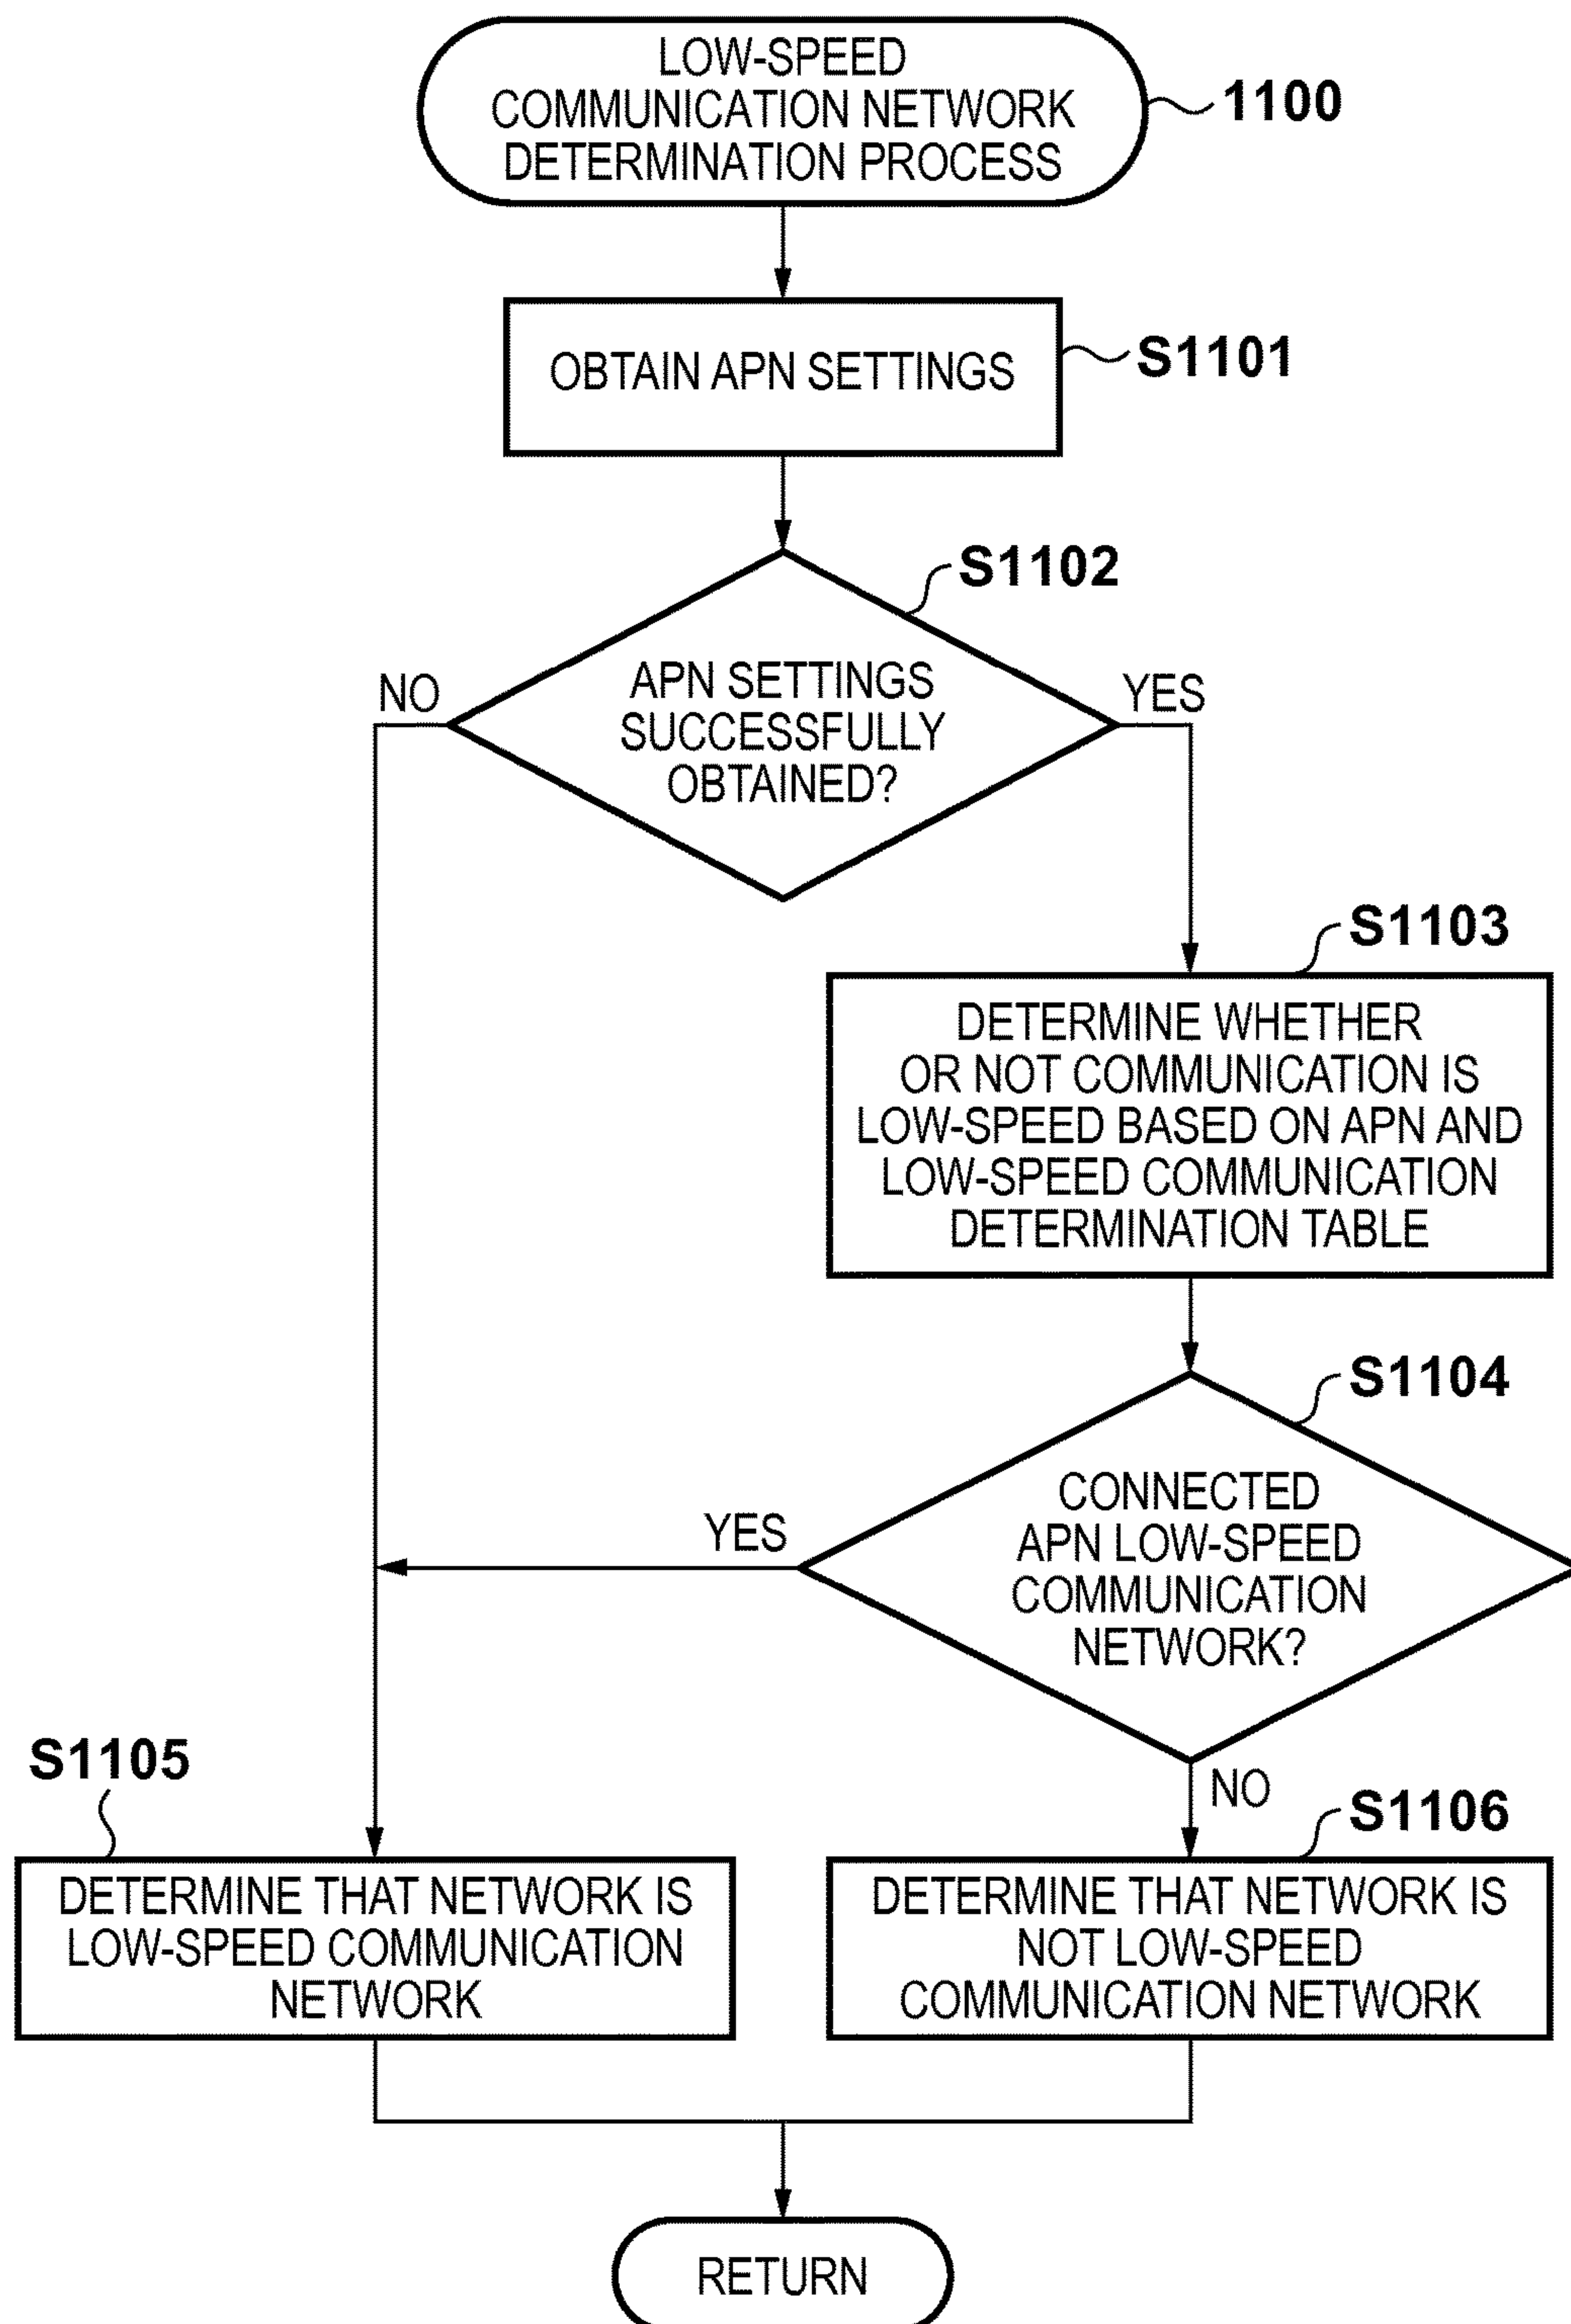 LOW-SPEED
COMMUNICATION NETWORK
DETERMINATION PROCESS
1100
OBTAIN APN SETTINGS
S1101
S1102
APN SETTINGS
SUCCESSFULLY
OBTAINED?
NO
YES
S1103
DETERMINE WHETHER
OR NOT COMMUNICATION IS
LOW-SPEED BASED ON APN AND
LOW-SPEED COMMUNICATION
DETERMINATION TABLE
S1104
CONNECTED
APN LOW-SPEED
COMMUNICATION
NETWORK?
YES
NO
S1105
DETERMINE THAT NETWORK IS
LOW-SPEED COMMUNICATION
NETWORK
S1106
DETERMINE THAT NETWORK IS
NOT LOW-SPEED
COMMUNICATION NETWORK
RETURN